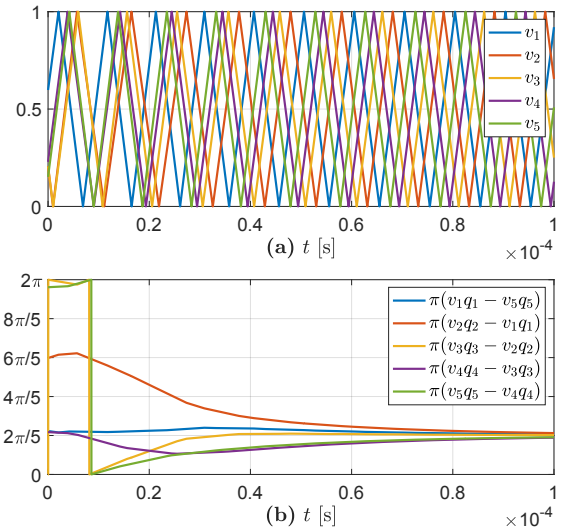 1
0.5
0
v₁
v₂
v₃
v₄
v₅
0 0.2 0.4 0.6 0.8 1
(a) t [s]
×10⁻⁴
2π
8π/5
6π/5
4π/5
2π/5
0
π(v₁q₁ − v₅q₅)
π(v₂q₂ − v₁q₁)
π(v₃q₃ − v₂q₂)
π(v₄q₄ − v₃q₃)
π(v₅q₅ − v₄q₄)
0 0.2 0.4 0.6 0.8 1
(b) t [s]
×10⁻⁴